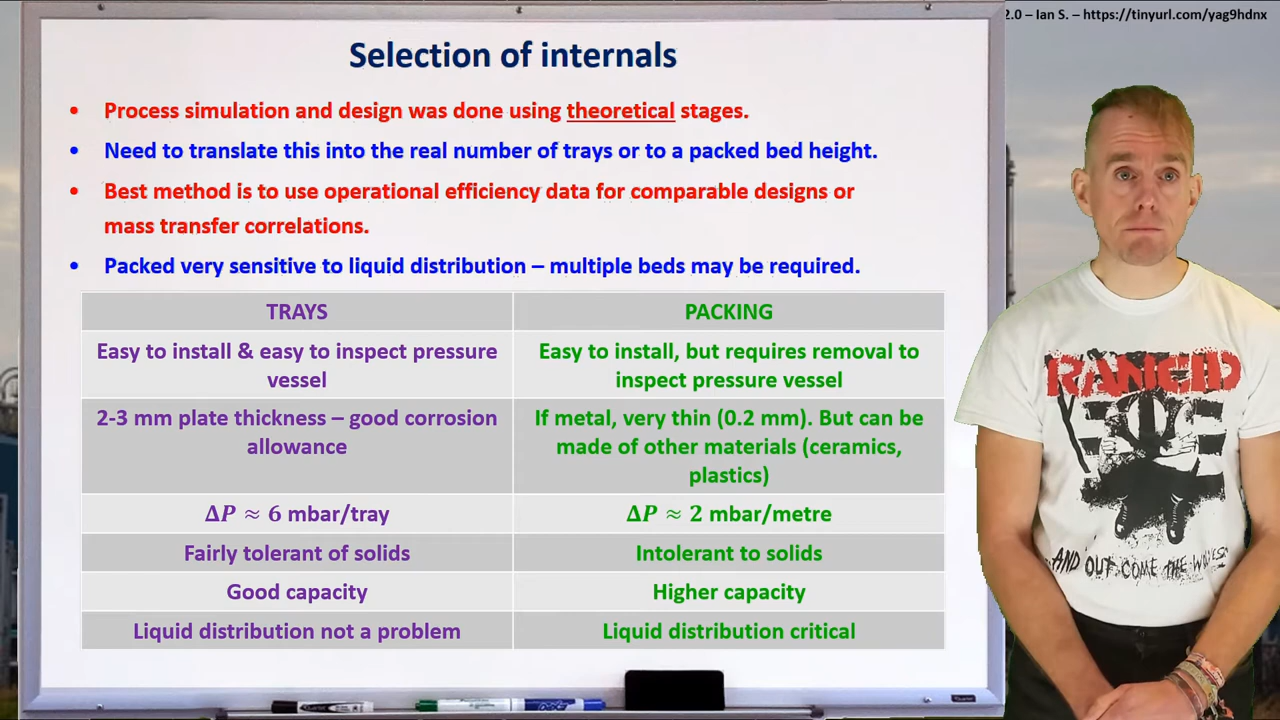 2.0 – Ian S. – https://tinyurl.com/yag9hdnx
Selection of internals
• Process simulation and design was done using theoretical stages.
• Need to translate this into the real number of trays or to a packed bed height.
• Best method is to use operational efficiency data for comparable designs or
mass transfer correlations.
• Packed very sensitive to liquid distribution – multiple beds may be required.
TRAYS
PACKING
Easy to install & easy to inspect pressure
vessel
Easy to install, but requires removal to
inspect pressure vessel
2-3 mm plate thickness – good corrosion
allowance
If metal, very thin (0.2 mm). But can be
made of other materials (ceramics,
plastics)
ΔP ≈ 6 mbar/tray
ΔP ≈ 2 mbar/metre
Fairly tolerant of solids
Intolerant to solids
Good capacity
Higher capacity
Liquid distribution not a problem
Liquid distribution critical
RANCID
AND OUT COME THE